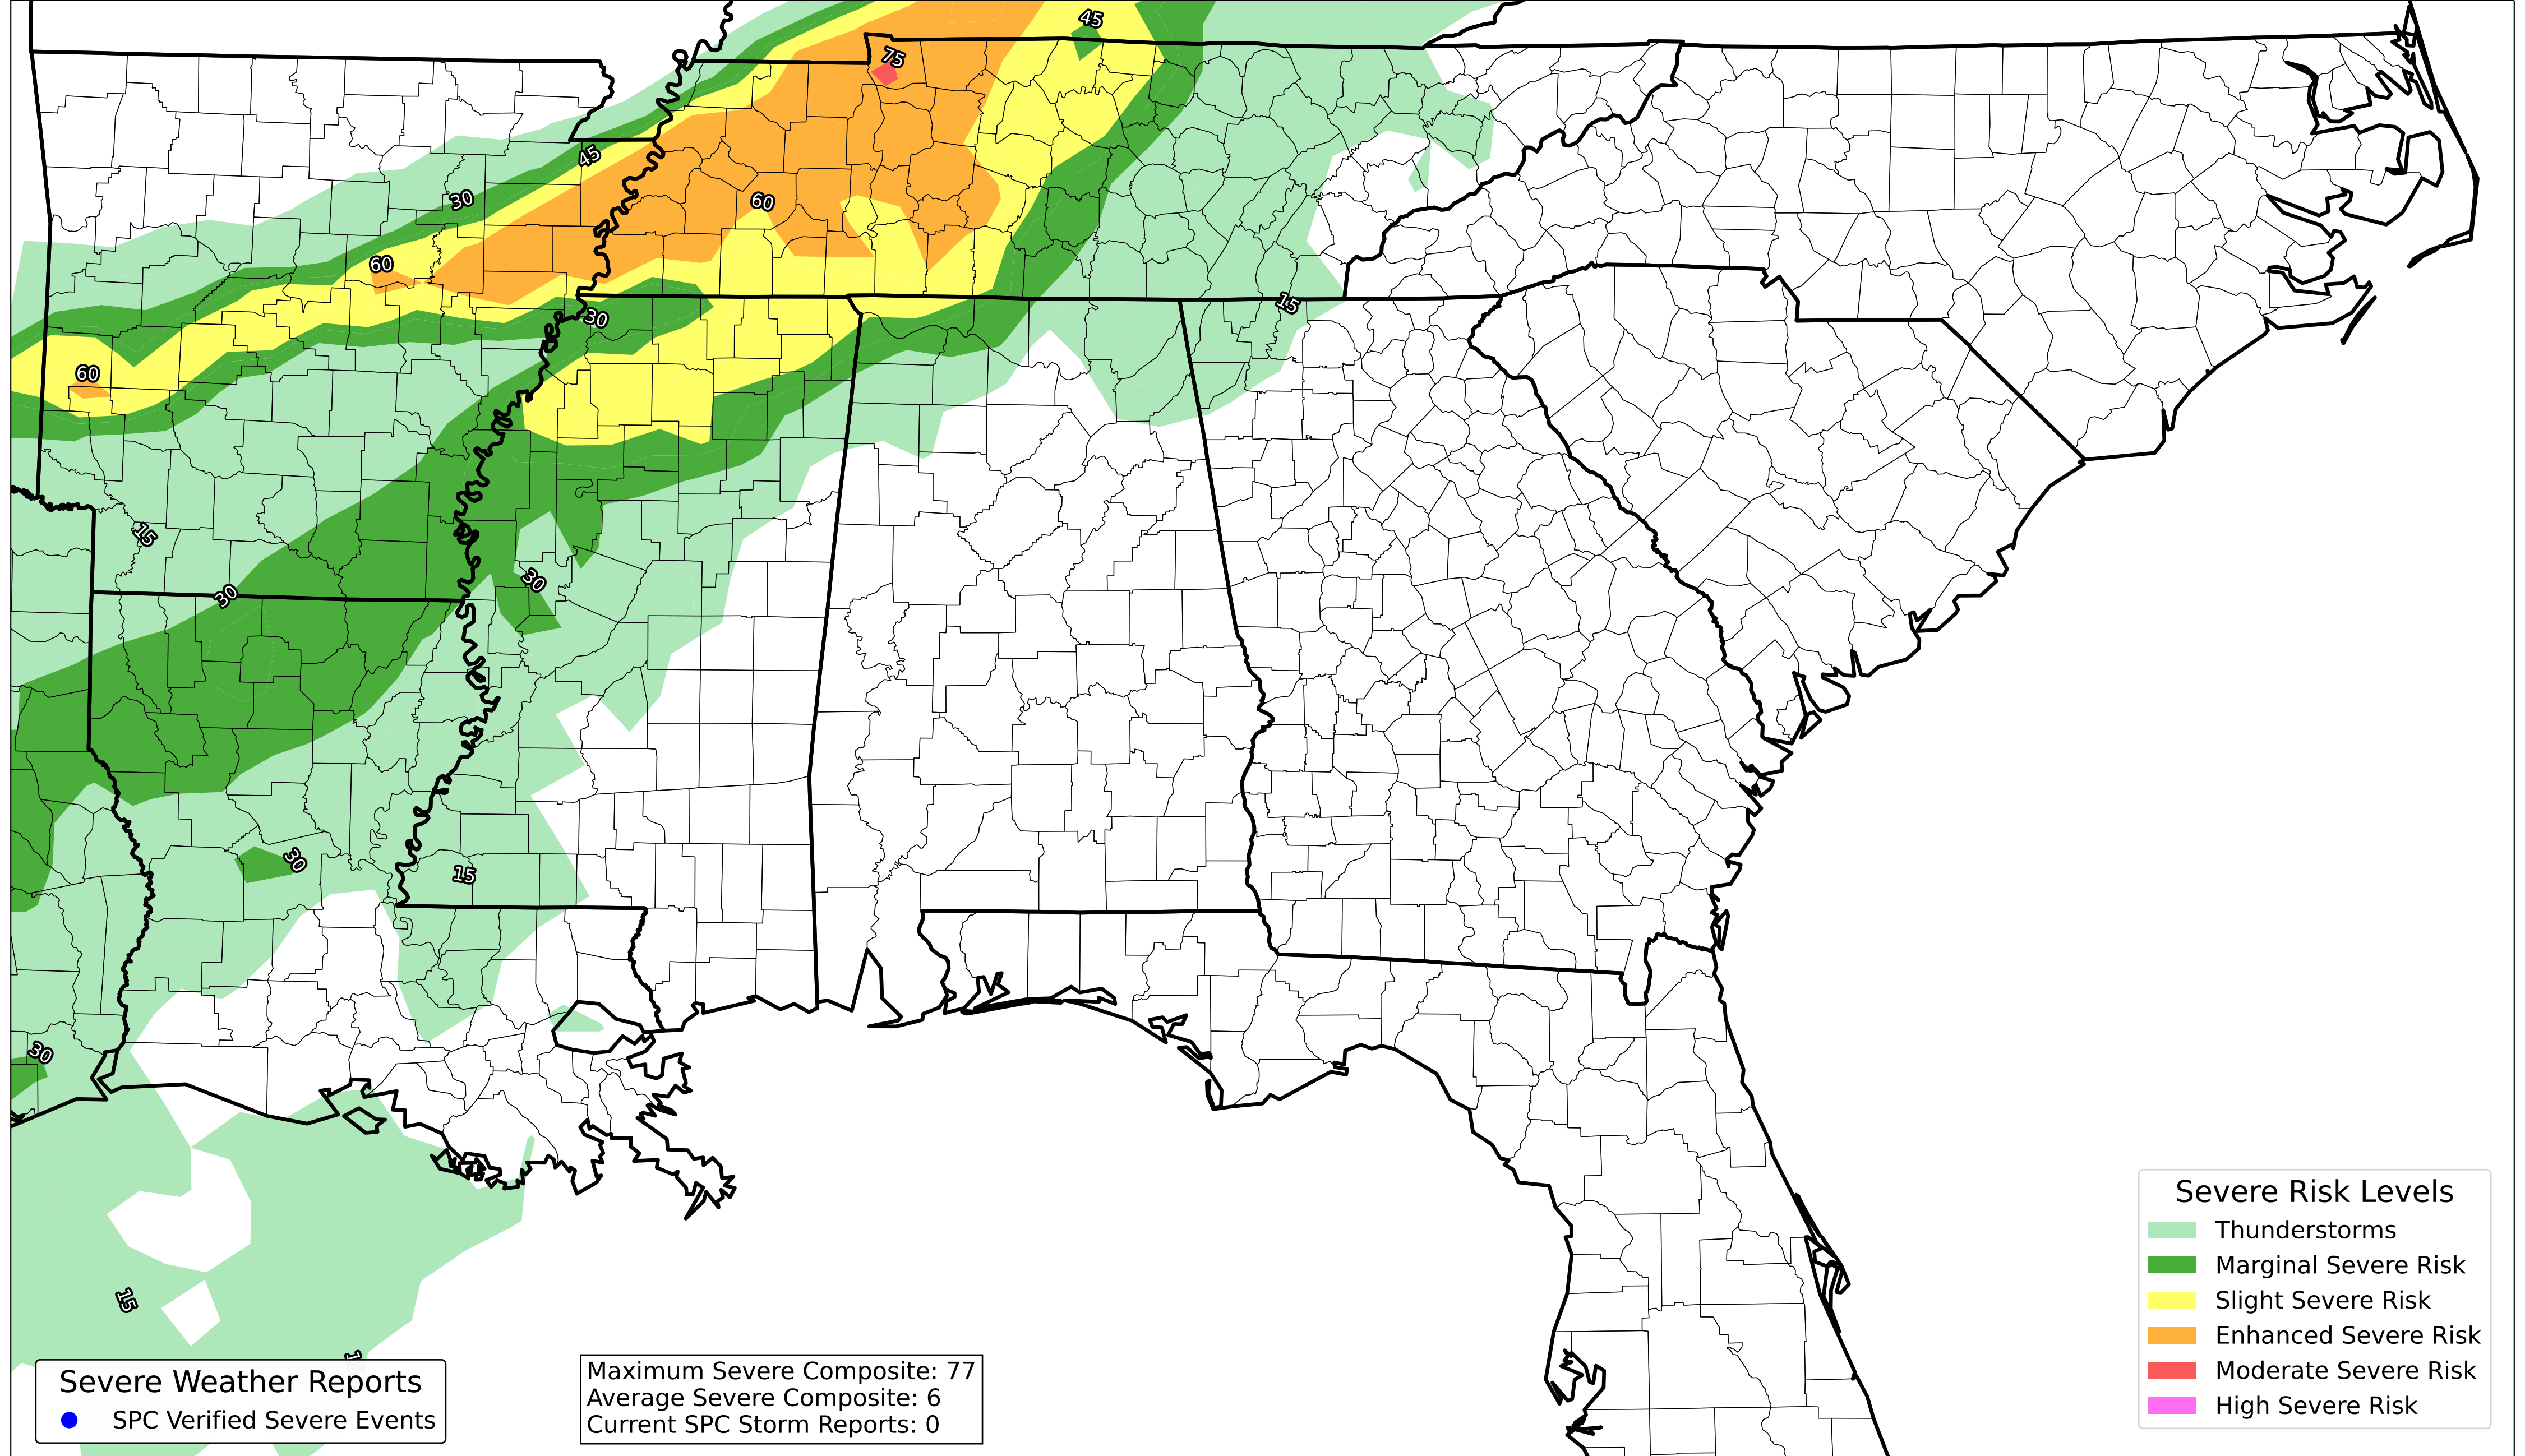 45
75
45
30
60
60
15
30
60
15
30
30
30
15
30
15
Severe Risk Levels
Thunderstorms
Marginal Severe Risk
Slight Severe Risk
Enhanced Severe Risk
Moderate Severe Risk
High Severe Risk
Severe Weather Reports
SPC Verified Severe Events
Maximum Severe Composite: 77
Average Severe Composite: 6
Current SPC Storm Reports: 0